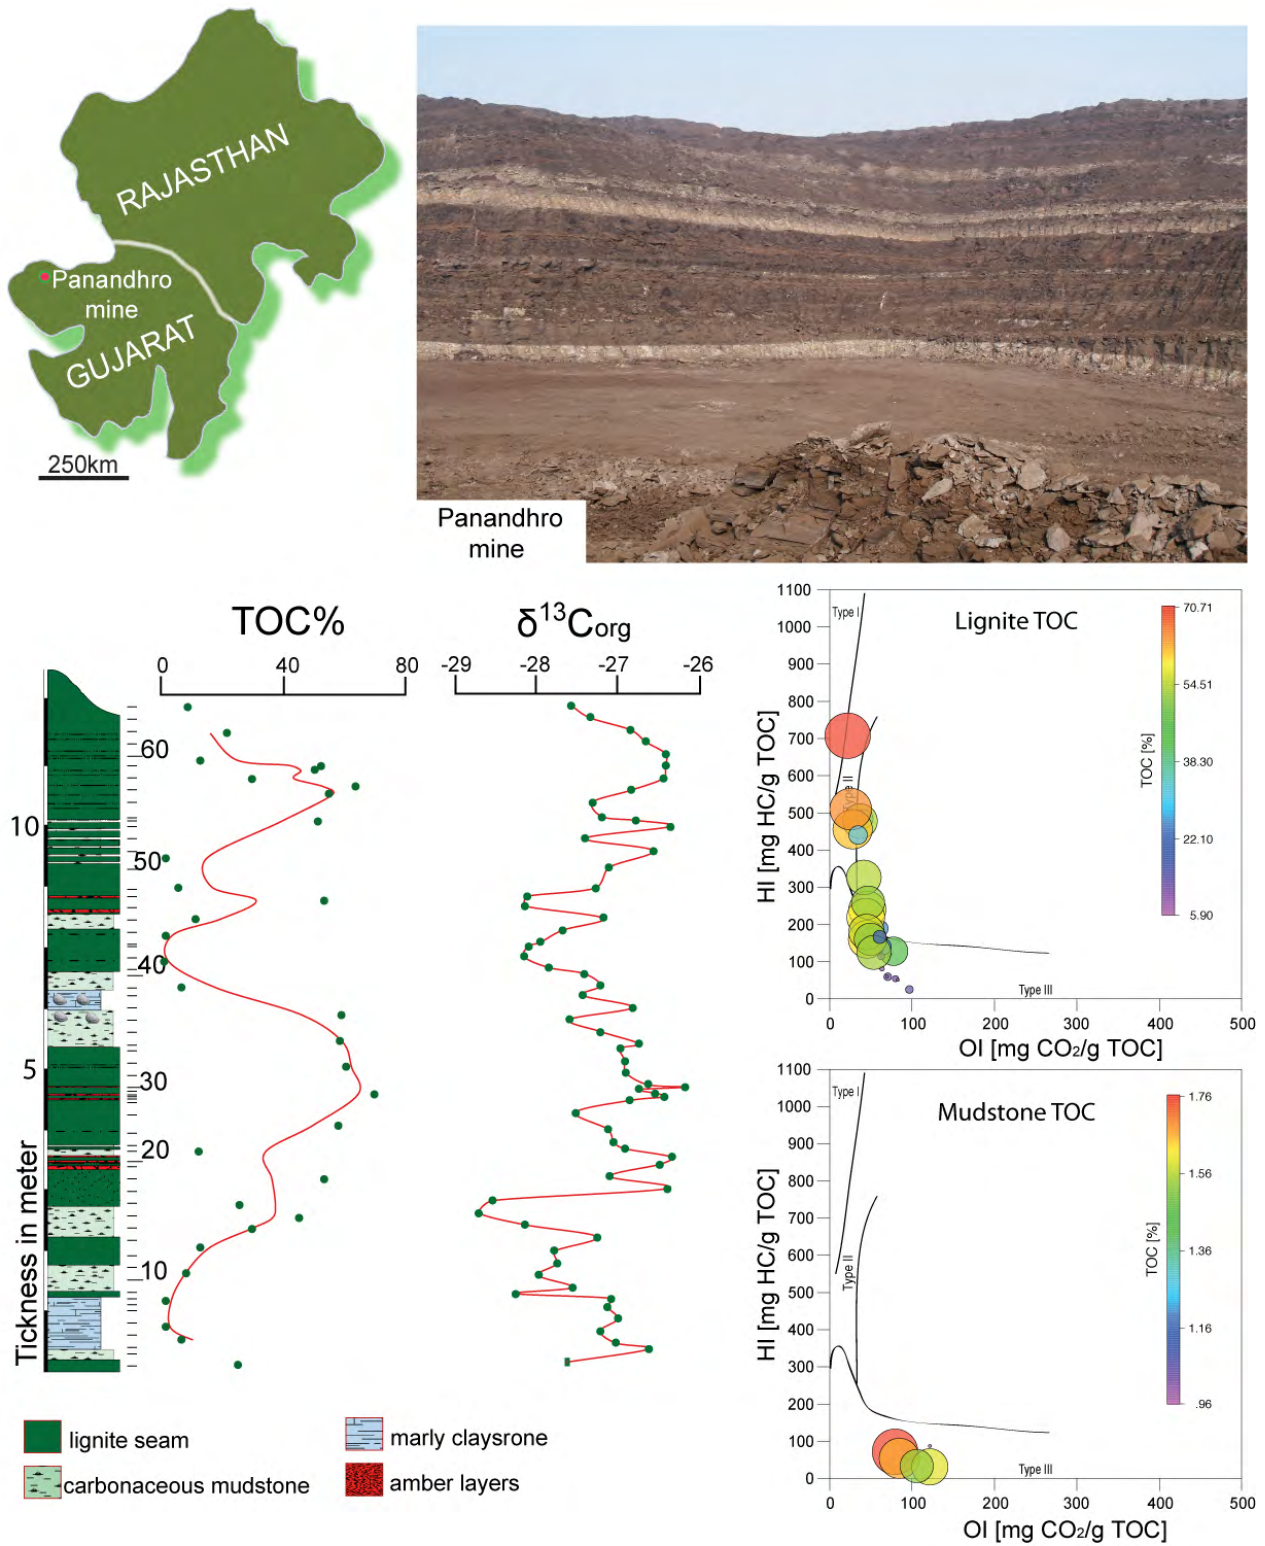 RAJASTHAN
Panandhro
mine
GUJARAT
250km
Panandhro
mine
TOC%
0 40 80
δ13Corg
-29 -28 -27 -26
Tickness in meter
10
5
60
50
40
30
20
10
lignite seam
carbonaceous mudstone
marly claysrone
amber layers
Lignite TOC
HI [mg HC/g TOC]
1100
1000
900
800
700
600
500
400
300
200
100
0
Type I
Type II
Type III
0 100 200 300 400 500
OI [mg CO2/g TOC]
TOC [%]
70.71
54.51
38.30
22.10
5.90
Mudstone TOC
HI [mg HC/g TOC]
1100
1000
900
800
700
600
500
400
300
200
100
0
Type I
Type II
Type III
0 100 200 300 400 500
OI [mg CO2/g TOC]
TOC [%]
1.76
1.56
1.36
1.16
.96